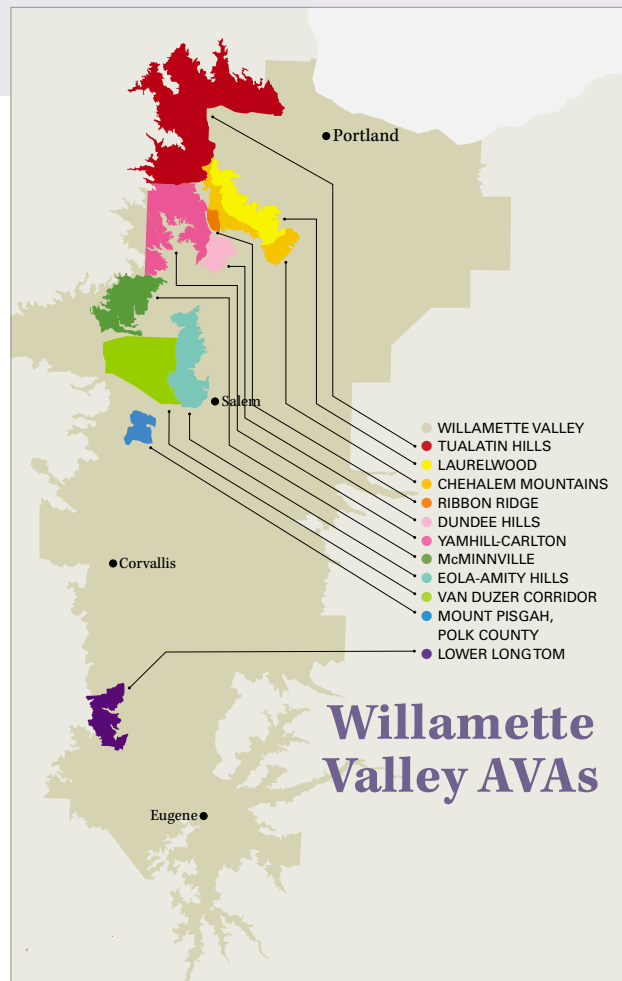 Portland
Salem
WILLAMETTE VALLEY
TUALATIN HILLS
LAURELWOOD
CHEHALEM MOUNTAINS
RIBBON RIDGE
DUNDEE HILLS
YAMHILL-CARLTON
McMINNVILLE
EOLA-AMITY HILLS
VAN DUZER CORRIDOR
MOUNT PISGAH,
POLK COUNTY
LOWER LONG TOM
Corvallis
Willamette
Valley AVAs
Eugene